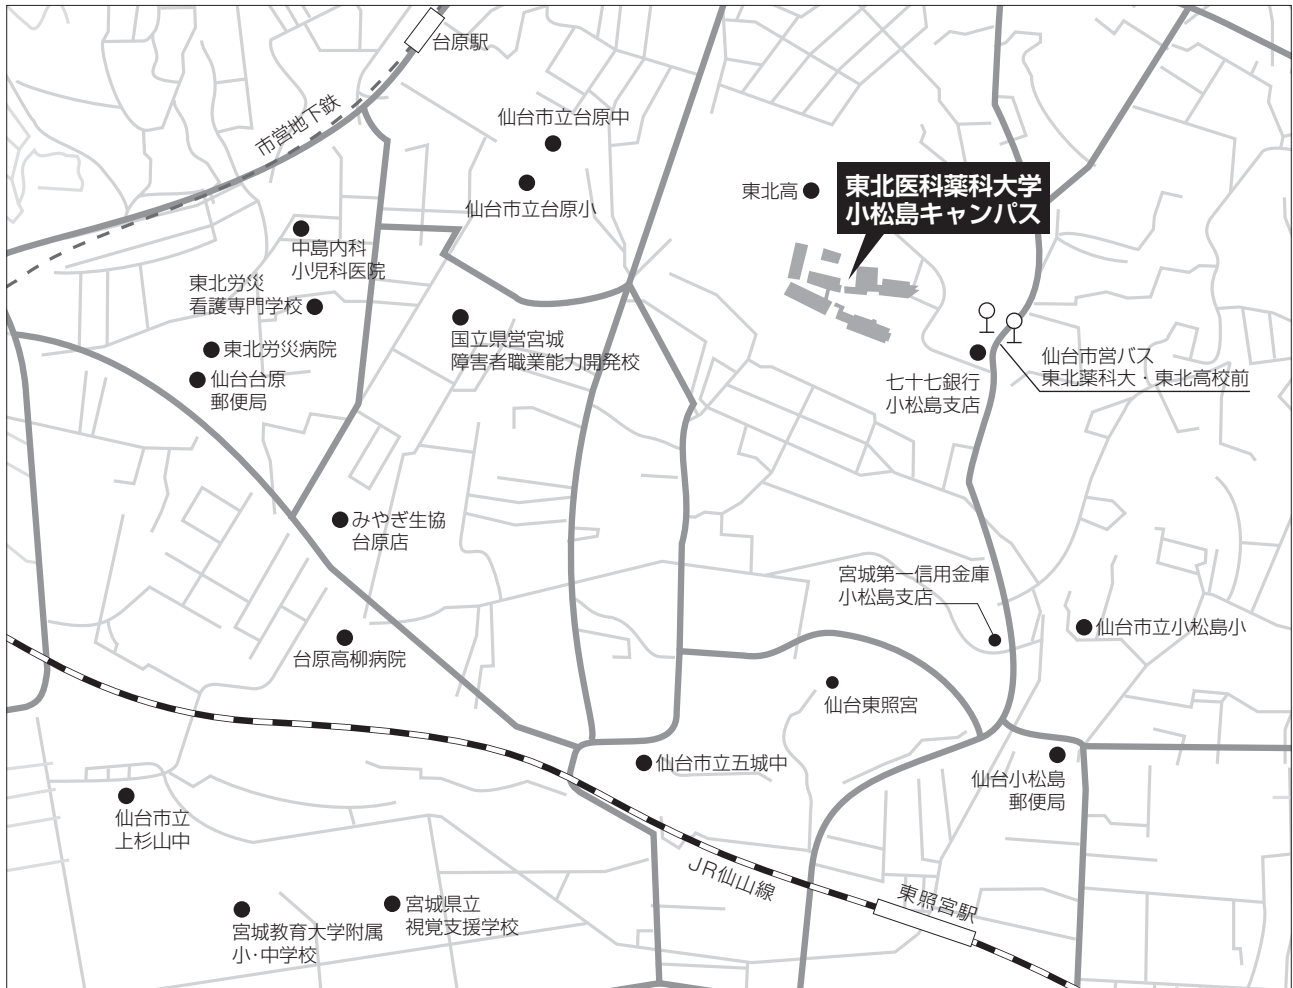 台原駅
市営地下鉄
仙台市立台原中
仙台市立台原小
東北高
東北医科薬科大学
小松島キャンパス
中島内科
小児科医院
東北労災
看護専門学校
東北労災病院
仙台台原
郵便局
国立県営宮城
障害者職業能力開発校
七十七銀行
小松島支店
仙台市営バス
東北薬科大・東北高校前
みやぎ生協
台原店
宮城第一信用金庫
小松島支店
仙台市立小松島小
台原高柳病院
仙台東照宮
仙台市立五城中
仙台小松島
郵便局
仙台市立
上杉山中
JR仙山線
東照宮駅
宮城県立
視覚支援学校
宮城教育大学附属
小・中学校